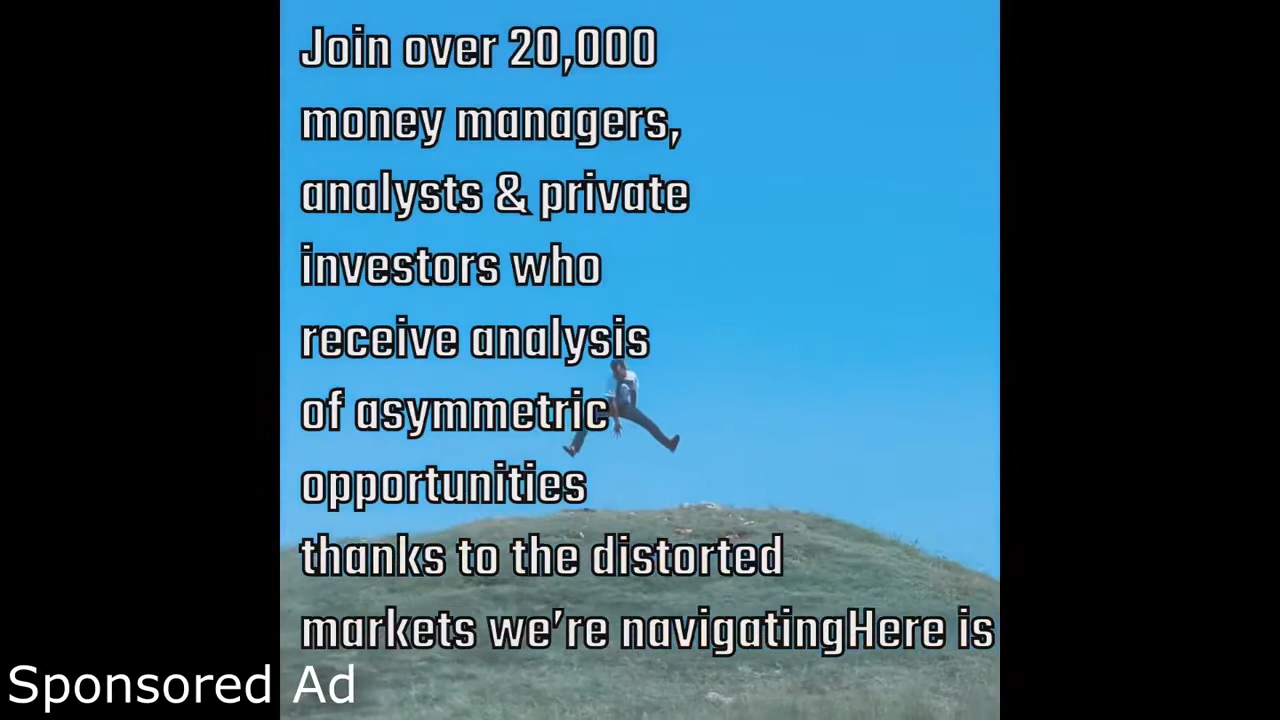 Join over 20,000
money managers,
analysts & private
investors who
receive analysis
of asymmetric
opportunities
thanks to the distorted
markets we're navigatingHere is
Sponsored Ad